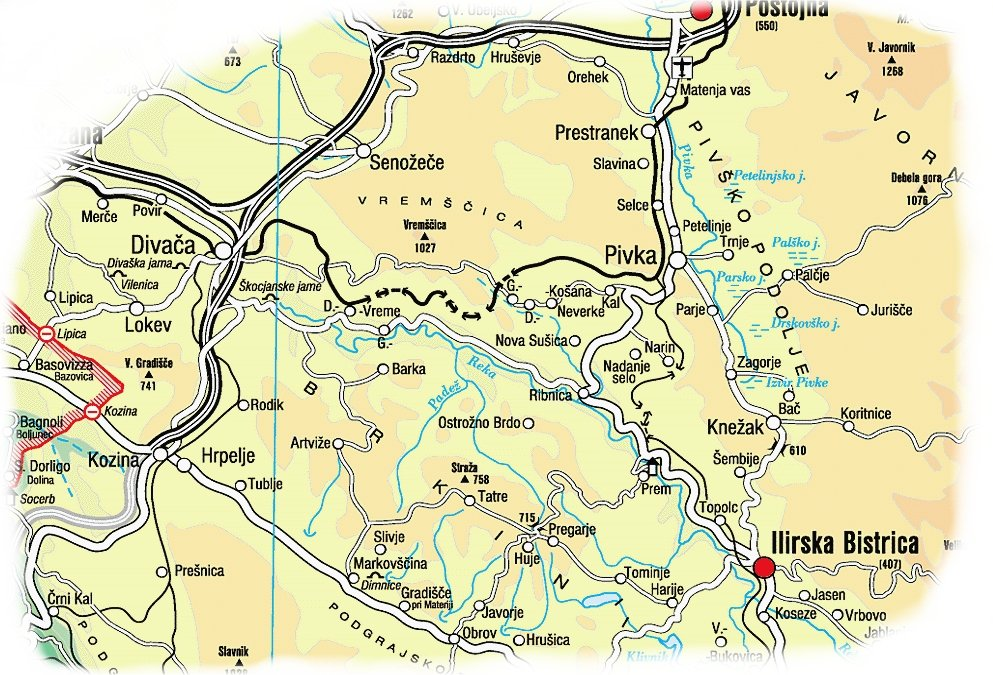 1262
Postojna
(550)
673
Razdrto
Hruševje
Orehek
V. Javornik
1268
Matenja vas
JAVOR
Prestranek
Senožeče
Slavina
Pivka
PIVŠKO PODOLJE
Petelinjsko j.
Debela gora
1076
VREMŠČICA
Merče
Povir
Selce
Vremščica
1027
Petelinje
Trnje
Palško j.
Divača
Divaška jama
Vilenica
Pivka
Parsko j.
Palčje
Škocjanske jame
G.-
-Košana
Kal
Lipica
D.-
-Vreme
D.-
Neverke
Parje
Jurišče
Lokev
Lipica
G.-
Nova Sušica
Drskovško j.
Narin
Basovizza
Bazovica
V. Gradišče
741
Barka
Reka
Nadanje
selo
Zagorje
Izvir Pivke
BRKINI
Padež
Ribnica
Kozina
Rodik
Bač
Koritnice
Bagnoli
Boljunec
Ostrožno Brdo
Knežak
Artviže
610
Kozina
Hrpelje
Šembije
S. Dorligo
Dolina
Straža
758
Tublje
Prem
Socerb
Tatre
Topolc
715
Pregarje
Slivje
Huje
Ilirska Bistrica
(407)
Markovščina
Prešnica
Dimnice
Tominje
Gradišče
pri Materiji
Harije
Jasen
Črni Kal
Javorje
Koseze
Vrbovo
PODGRAJSKO
Obrov
Hrušica
V.-
-Bukovica
Slavnik
Klivnik